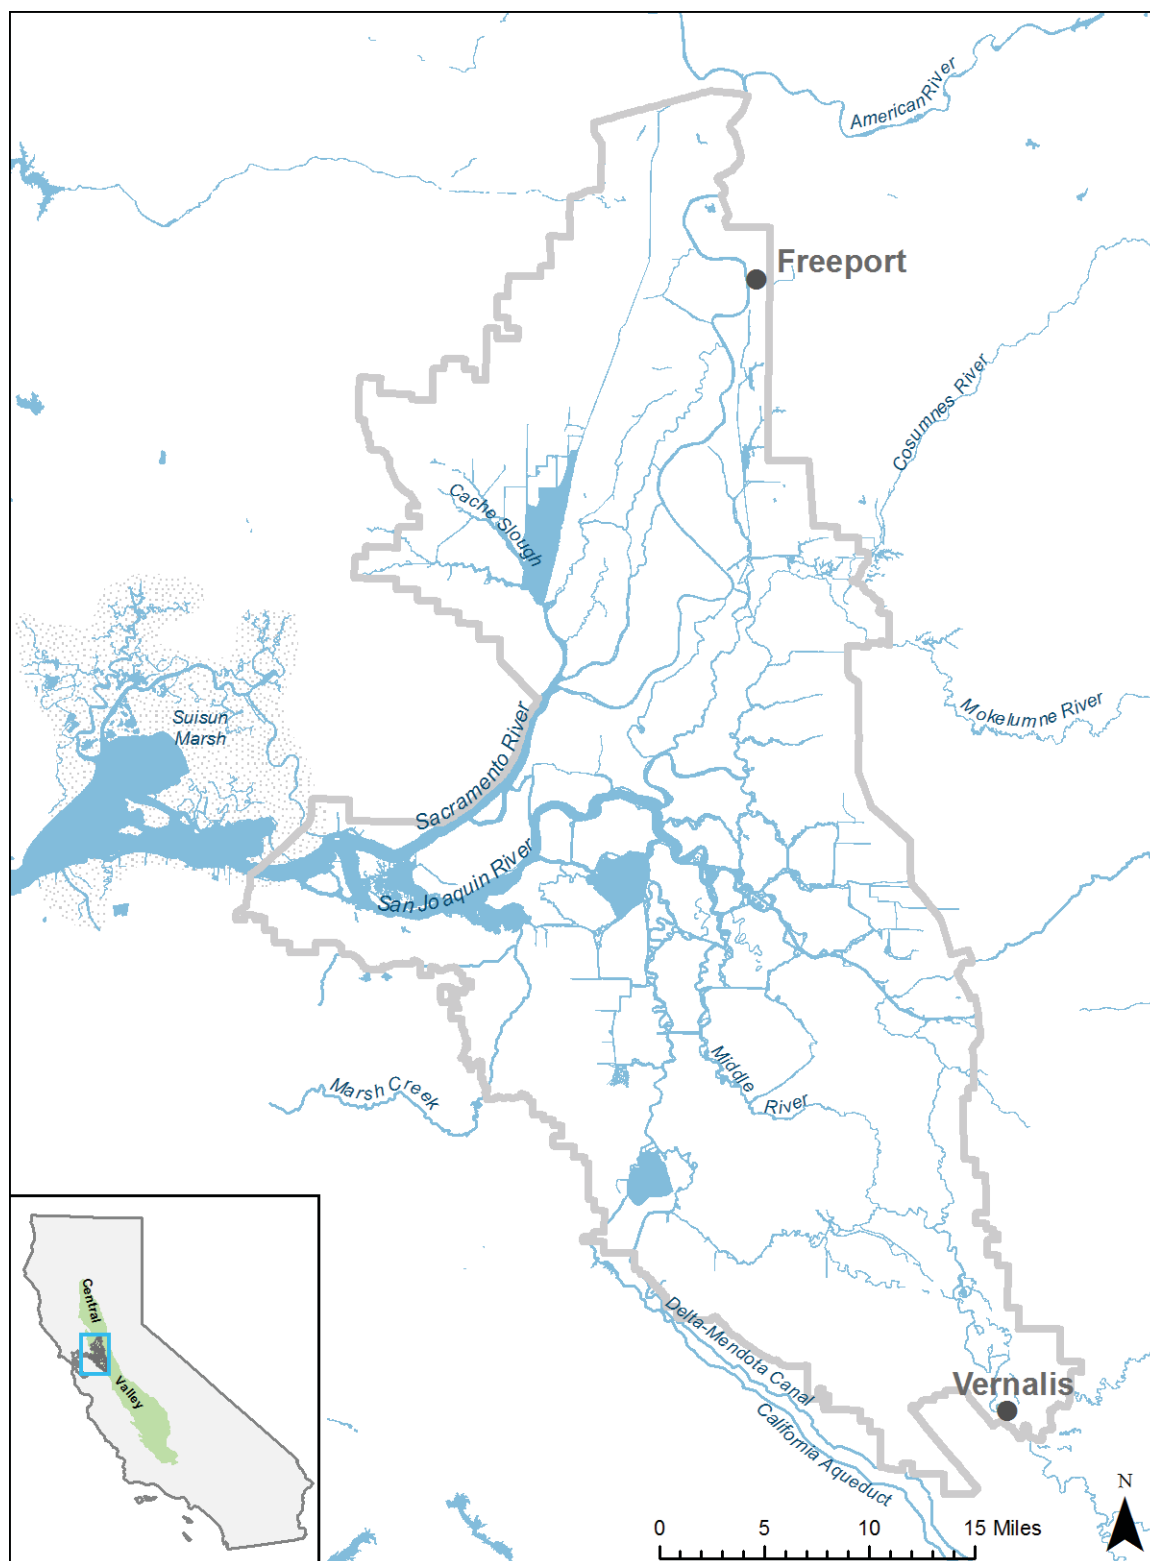 American River
Freeport
Cosumnes River
Cache Slough
Suisun
Marsh
Mokelumne River
Sacramento River
San Joaquin River
Middle River
Marsh Creek
Delta-Mendota Canal
California Aqueduct
Vernalis
Central Valley
N
0 5 10 15 Miles